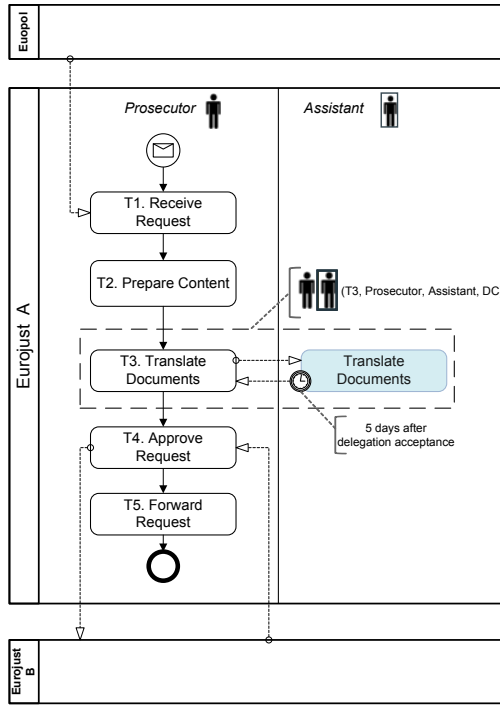 Euopol
Prosecutor
Assistant
T1. Receive
Request
T2. Prepare Content
(T3, Prosecutor, Assistant, DC
T3. Translate
Documents
Translate
Documents
5 days after
delegation acceptance
T4. Approve
Request
T5. Forward
Request
Eurojust A
Eurojust
B